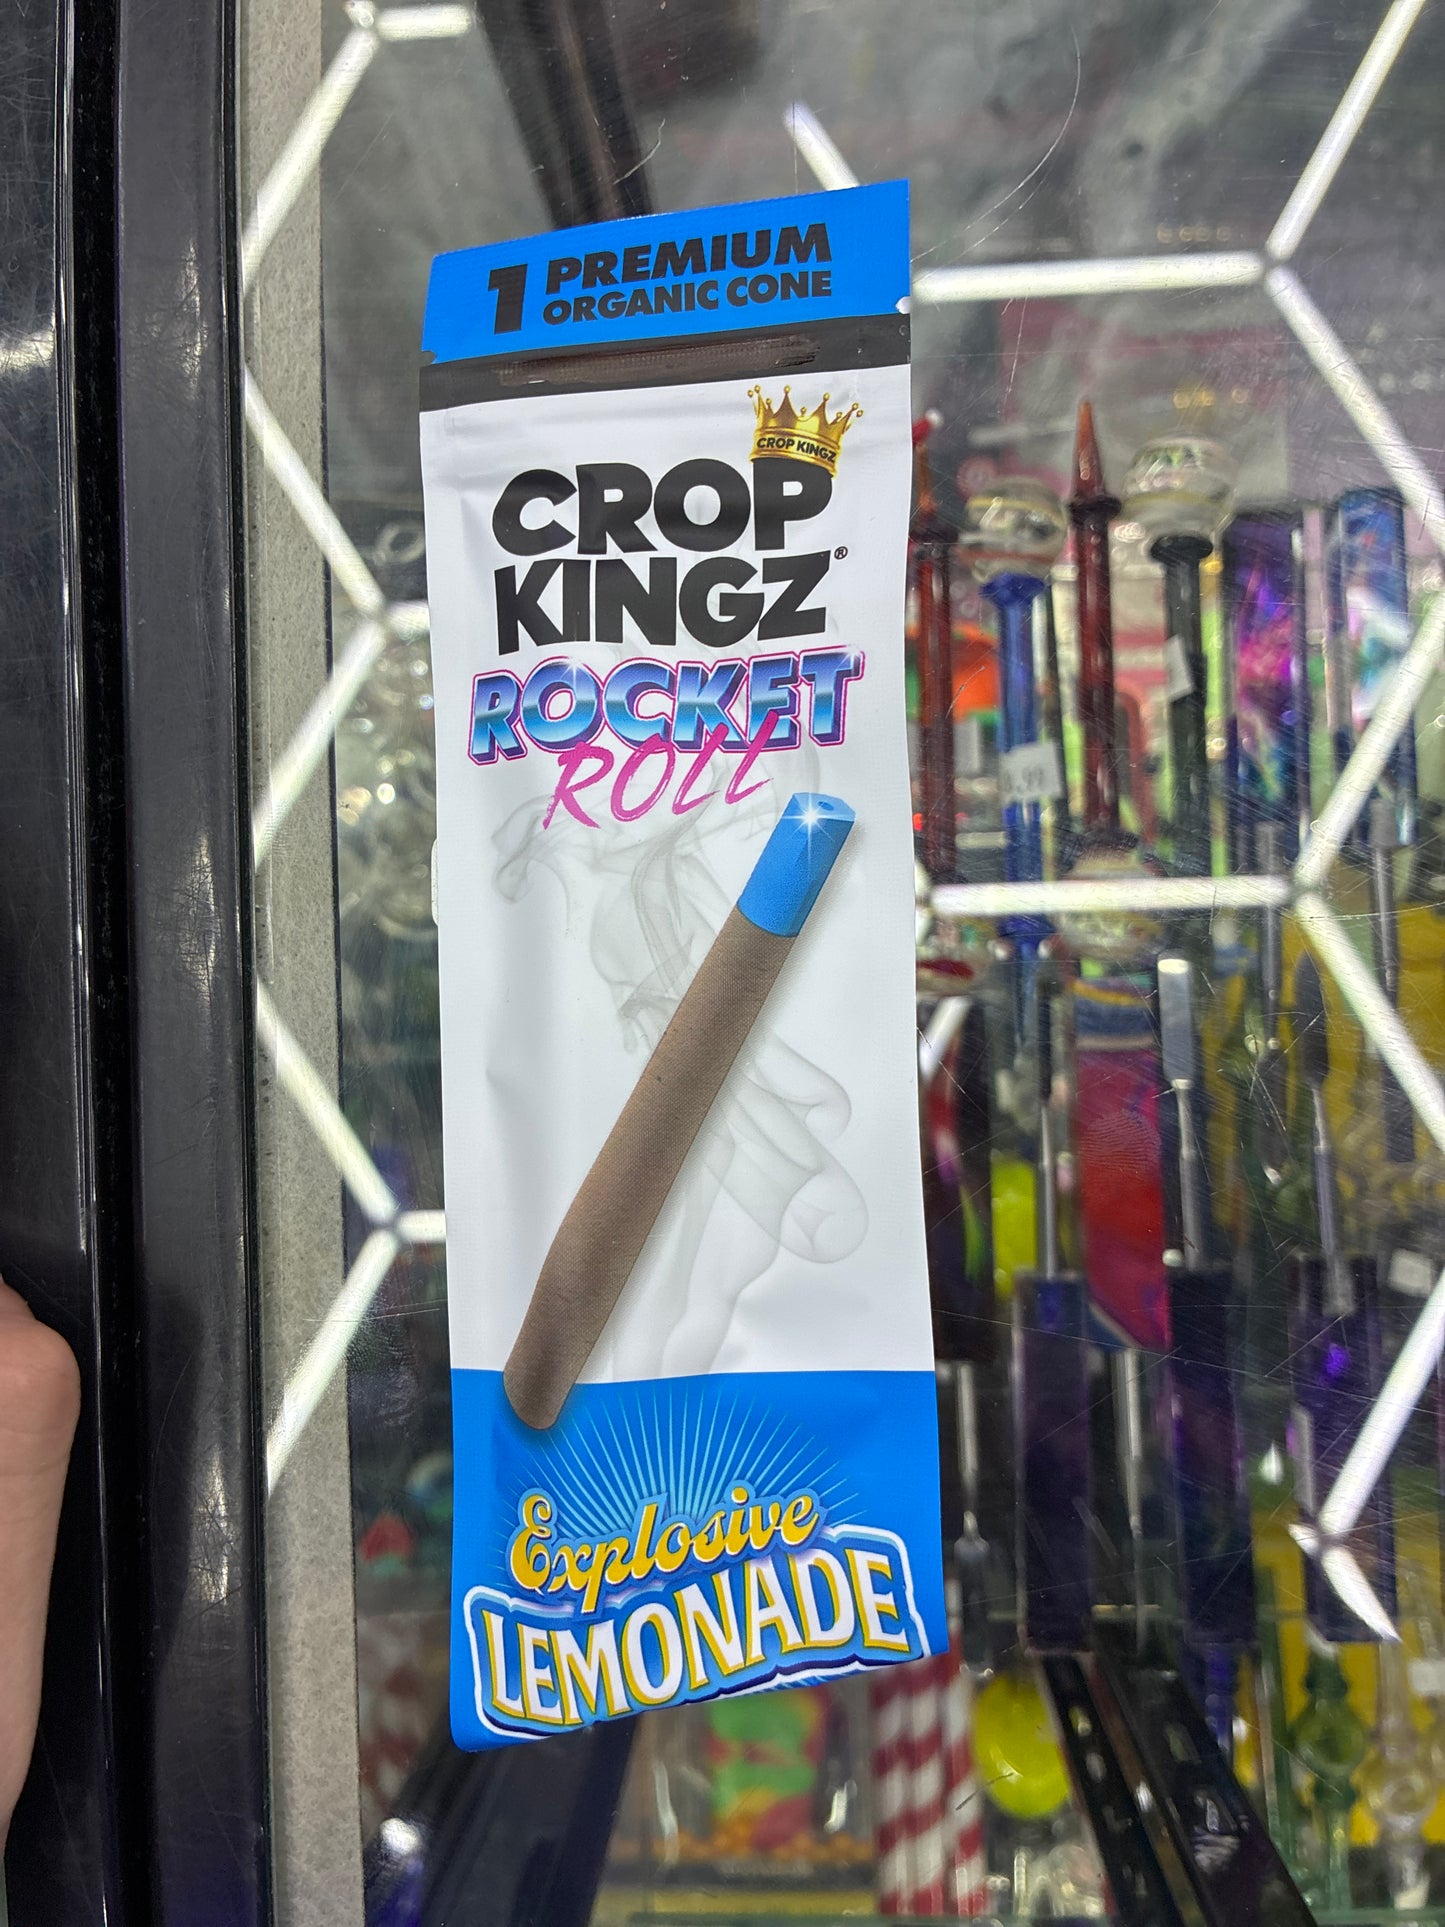 1 PREMIUM
ORGANIC CONE
CROP KINGZ
CROP
KINGZ®
ROCKET
ROLL
Explosive
LEMONADE